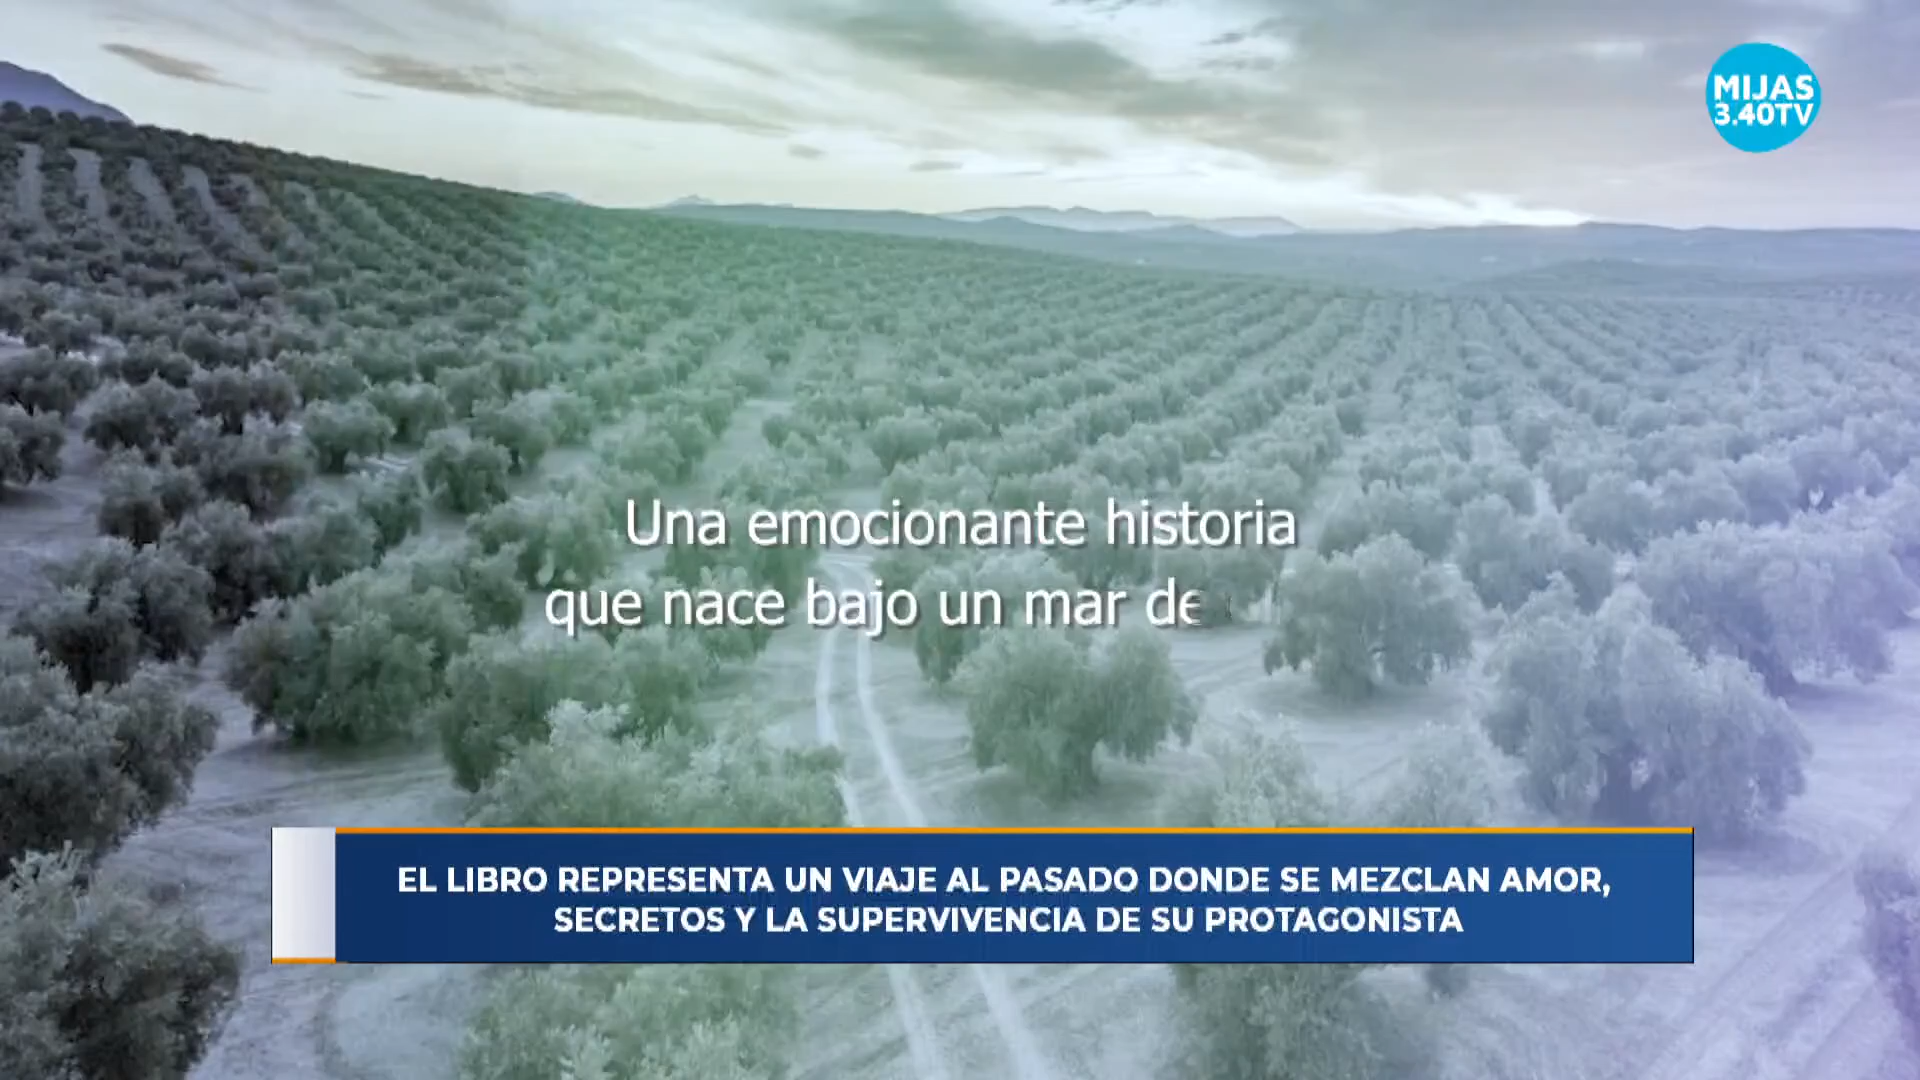 MIJAS
3.40TV
Una emocionante historia
que nace bajo un mar de
EL LIBRO REPRESENTA UN VIAJE AL PASADO DONDE SE MEZCLAN AMOR,
SECRETOS Y LA SUPERVIVENCIA DE SU PROTAGONISTA